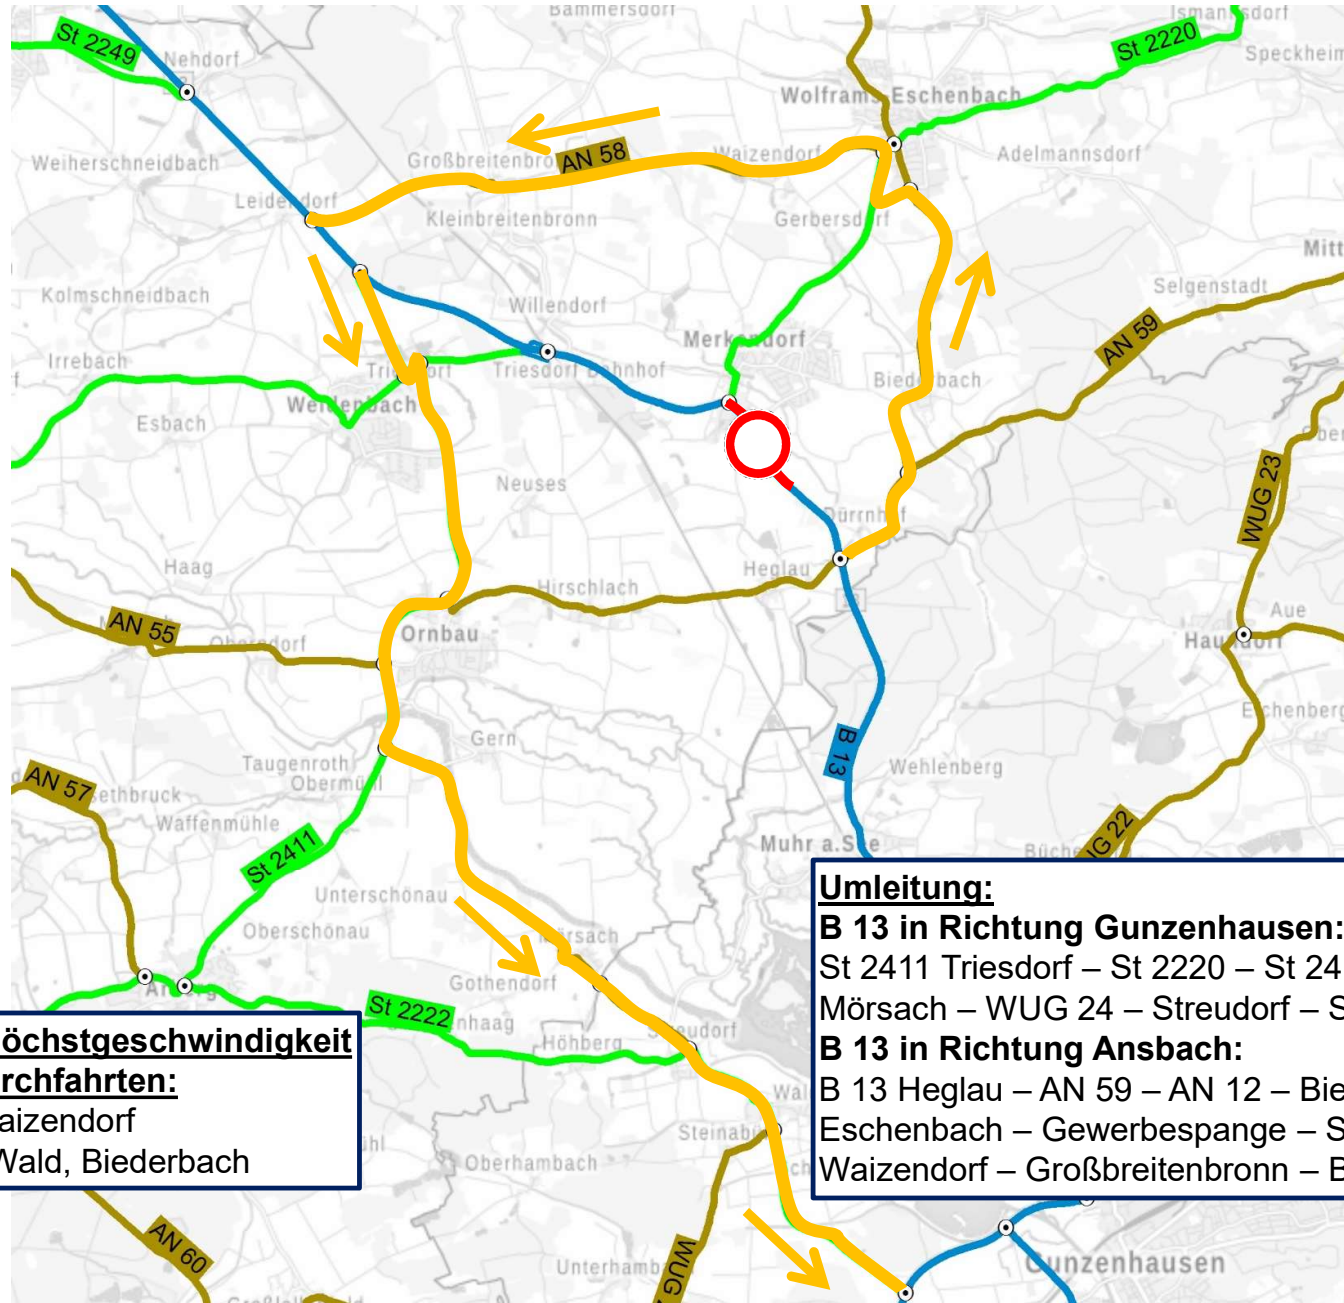 Bammersdorf
St 2249
Nehdorf
St 2220
Speckheim
Wolframs-Eschenbach
Weiherschneidbach
AN 58
Waizendorf
Adelmannsdorf
Leidendorf
Kleinbreitenbronn
Gerbersdorf
Kolmschneidbach
Willendorf
Selgenstadt
Merkendorf
AN 59
Irrebach
Triesdorf
Triesdorf Bahnhof
Biederbach
Weidenbach
Esbach
Neuses
WUG 23
Dürrnhof
Haag
Heglau
Hirschlach
Aue
AN 55
Oberndorf
Ornbau
Haundorf
Gern
B 13
Taugenroth
Obermühl
Wehlenberg
AN 57
Waffenmühle
Muhr a.See
St 2411
Unterschönau
Oberschönau
Mörsach
Gothendorf
St 2222
Höhberg
Streudorf
Oberhambach
AN 60
Gunzenhausen
Umleitung:
B 13 in Richtung Gunzenhausen:
St 2411 Triesdorf – St 2220 – St 24
Mörsach – WUG 24 – Streudorf – S
B 13 in Richtung Ansbach:
B 13 Heglau – AN 59 – AN 12 – Bie
Eschenbach – Gewerbespange – S
Waizendorf – Großbreitenbronn – B
öchstgeschwindigkeit
rchfahrten:
aizendorf
Wald, Biederbach